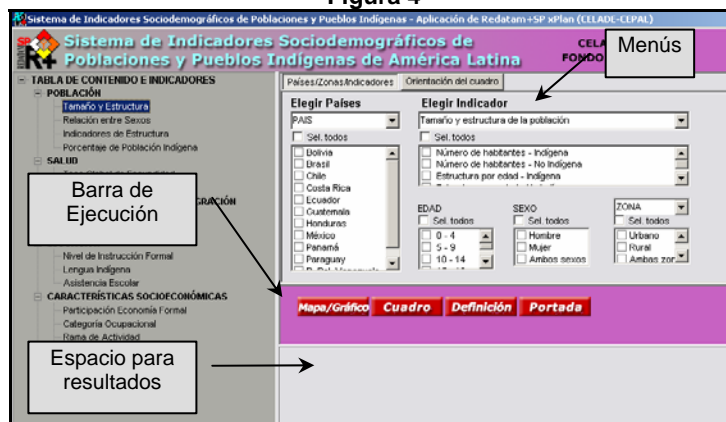 Figura 4
Sistema de Indicadores Sociodemográficos de Poblaciones y Pueblos Indígenas - Aplicación de Redatam+SP xPlan (CELADE-CEPAL)
Sistema de Indicadores Sociodemográficos de
Poblaciones y Pueblos Indígenas de América Latina
FONDO
Menús
TABLA DE CONTENIDO E INDICADORES
POBLACIÓN
Tamaño y Estructura
Relación entre Sexos
Indicadores de Estructura
Porcentaje de Población Indígena
SALUD
Nivel de Instrucción Formal
Lengua Indígena
Asistencia Escolar
CARACTERÍSTICAS SOCIOECONÓMICAS
Participación Economía Formal
Categoría Ocupacional
Rama de Actividad
Barra de
Ejecución
Espacio para
resultados
Países/Zonas/Indicadores
Orientación del cuadro
Elegir Países
PAIS
Sel. todos
Bolivia
Brasil
Chile
Costa Rica
Ecuador
Guatemala
Honduras
México
Panamá
Paraguay
Elegir Indicador
Tamaño y estructura de la población
Sel. todos
Número de habitantes - Indígena
Número de habitantes - No Indígena
Estructura por edad - Indígena
EDAD
Sel. todos
0 - 4
5 - 9
10 - 14
SEXO
Sel. todos
Hombre
Mujer
Ambos sexos
ZONA
Sel. todos
Urbano
Rural
Ambas zor
Mapa/Gráfico
Cuadro
Definición
Portada